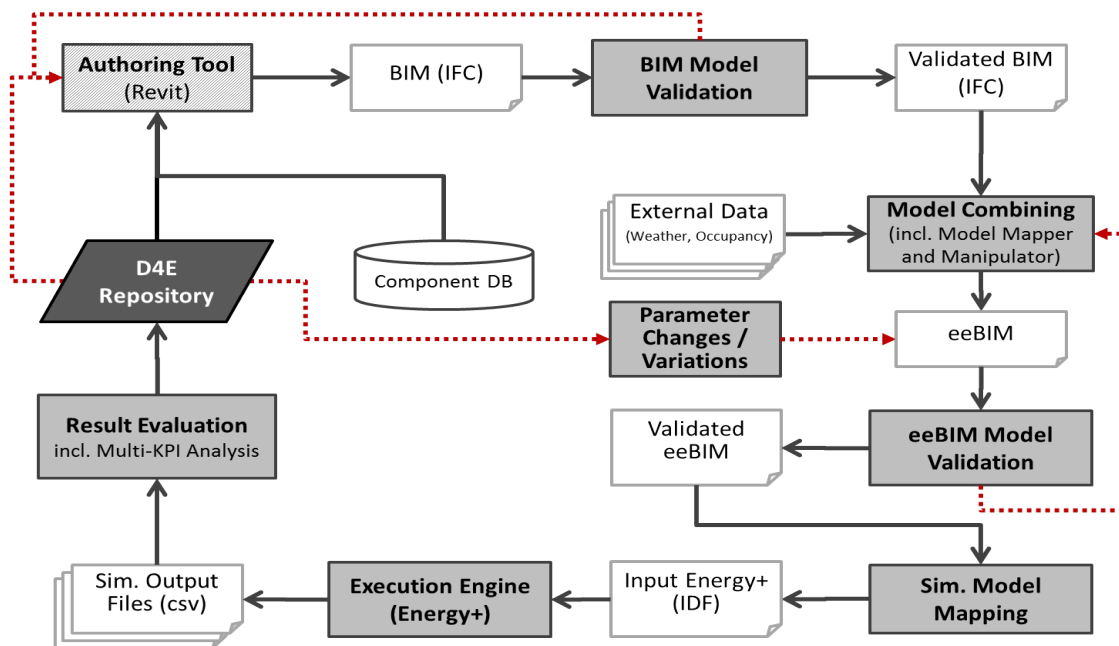 Authoring Tool
(Revit)
BIM (IFC)
BIM Model
Validation
Validated BIM
(IFC)
External Data
(Weather, Occupancy)
Model Combining
(incl. Model Mapper
and Manipulator)
D4E
Repository
Component DB
Parameter
Changes /
Variations
eeBIM
Result Evaluation
incl. Multi-KPI Analysis
Validated
eeBIM
eeBIM Model
Validation
Sim. Output
Files (csv)
Execution Engine
(Energy+)
Input Energy+
(IDF)
Sim. Model
Mapping